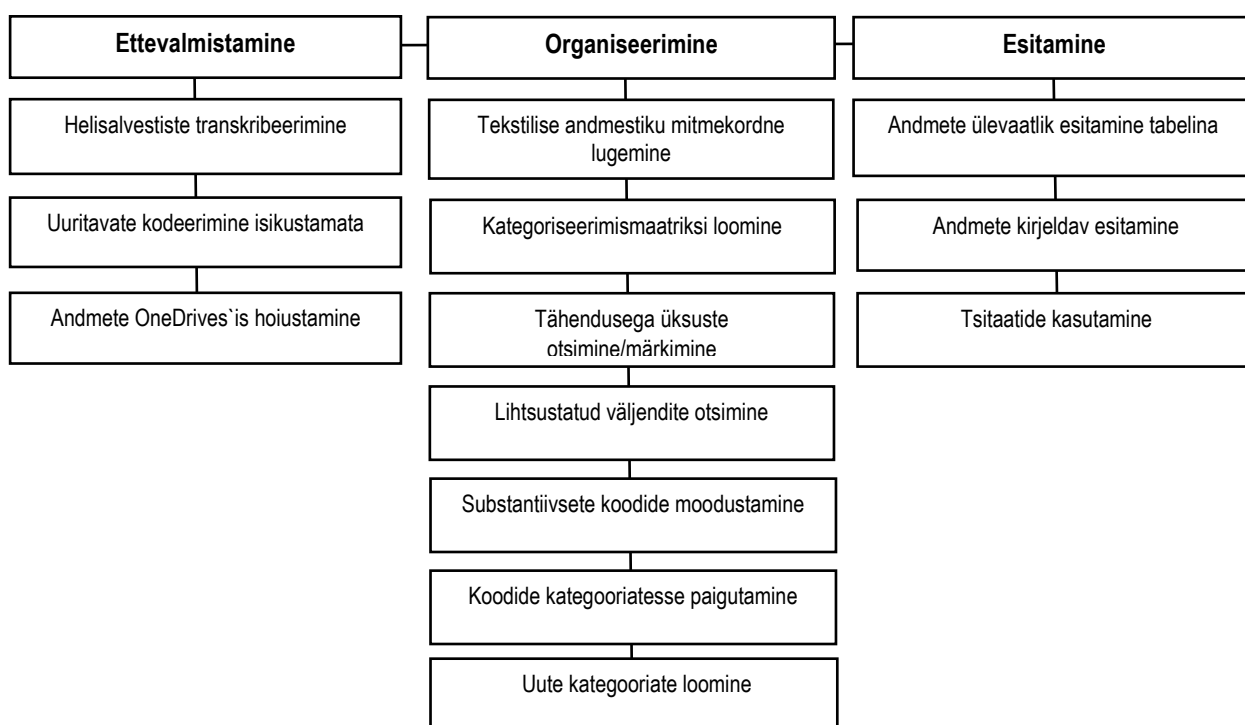 Ettevalmistamine
Helisalvestiste transkribeerimine
Uuritavate kodeerimine isikustamata
Andmete OneDrives`is hoiustamine
Organiseerimine
Tekstilise andmestiku mitmekordne
lugemine
Kategoriseerimismaatriksi loomine
Tähendusega üksuste
otsimine/märkimine
Lihtsustatud väljendite otsimine
Substantiivsete koodide moodustamine
Koodide kategooriatesse paigutamine
Uute kategooriate loomine
Esitamine
Andmete ülevaatlik esitamine tabelina
Andmete kirjeldav esitamine
Tsitaatide kasutamine